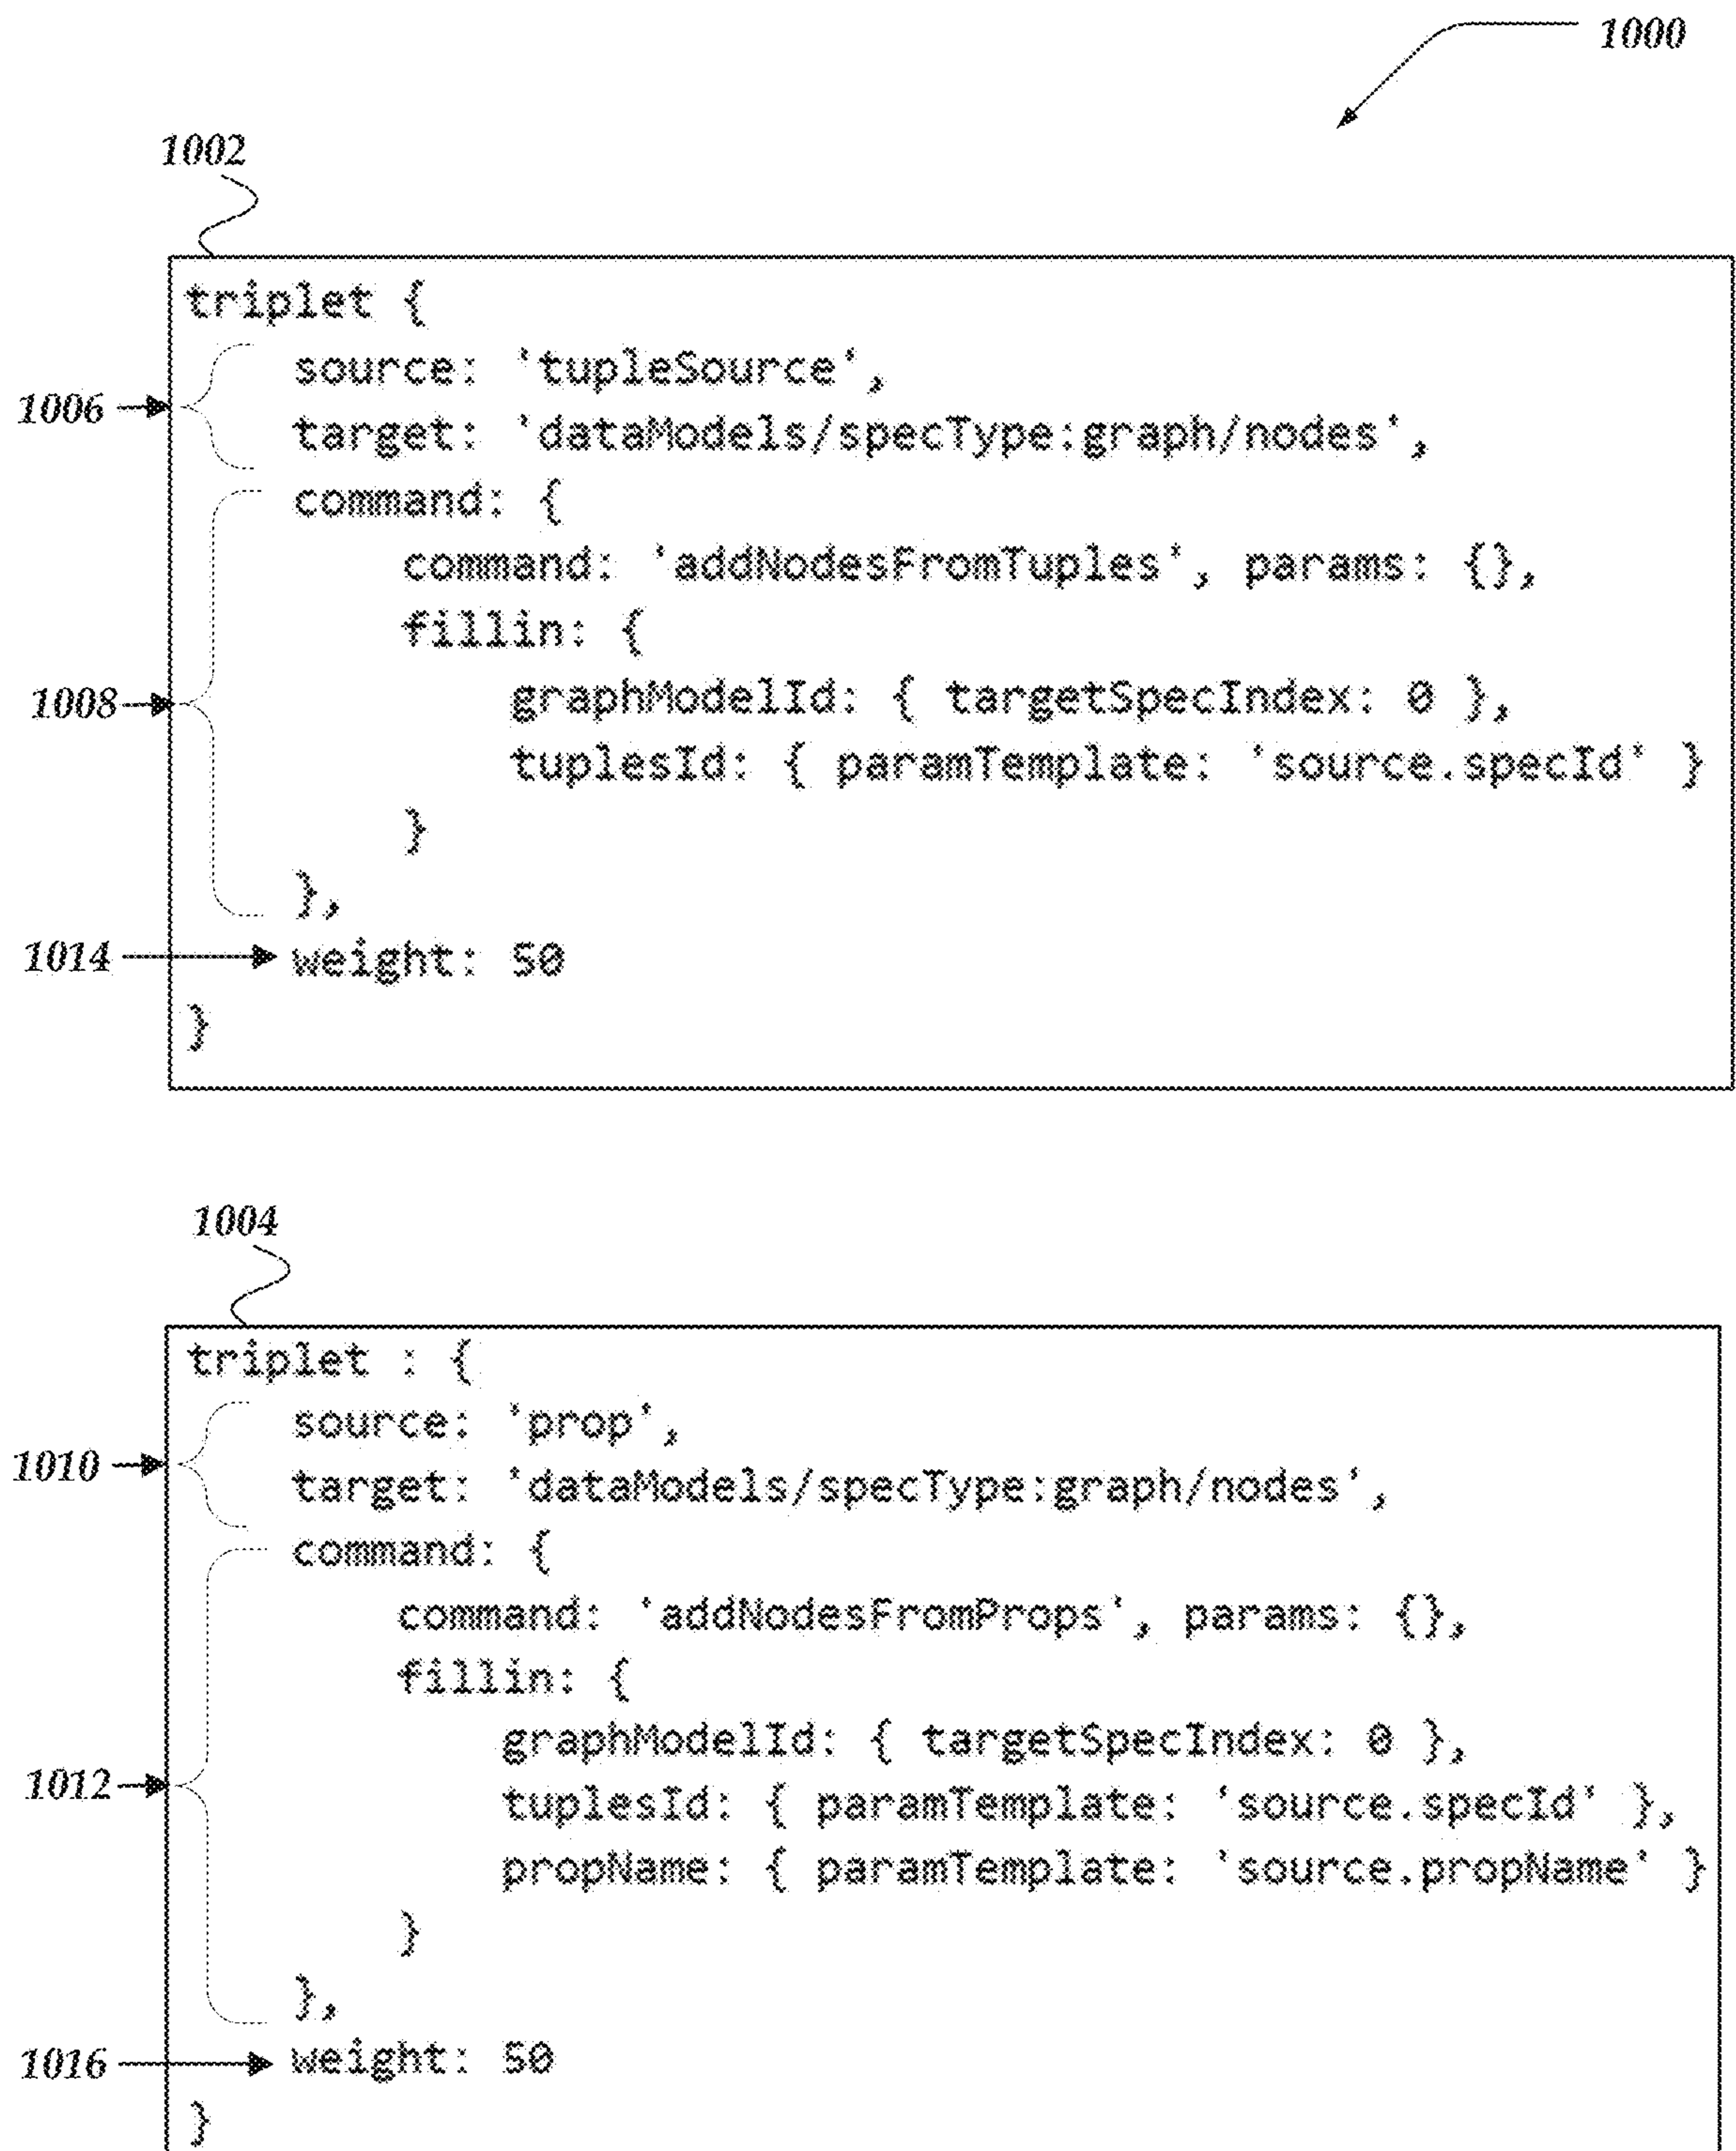 1000
1002
triplet {
source: 'tupleSource',
1006
target: 'dataModels/specType:graph/nodes',
command: {
command: 'addNodesFromTuples', params: {},
fillin: {
1008
graphModelId: { targetSpecIndex: 0 },
tuplesId: { paramTemplate: 'source.specId' }
}
},
1014
weight: 50
}
1004
triplet : {
source: 'prop',
1010
target: 'dataModels/specType:graph/nodes',
command: {
command: 'addNodesFromProps', params: {},
fillin: {
graphModelId: { targetSpecIndex: 0 },
1012
tuplesId: { paramTemplate: 'source.specId' },
propName: { paramTemplate: 'source.propName' }
}
},
1016
weight: 50
}